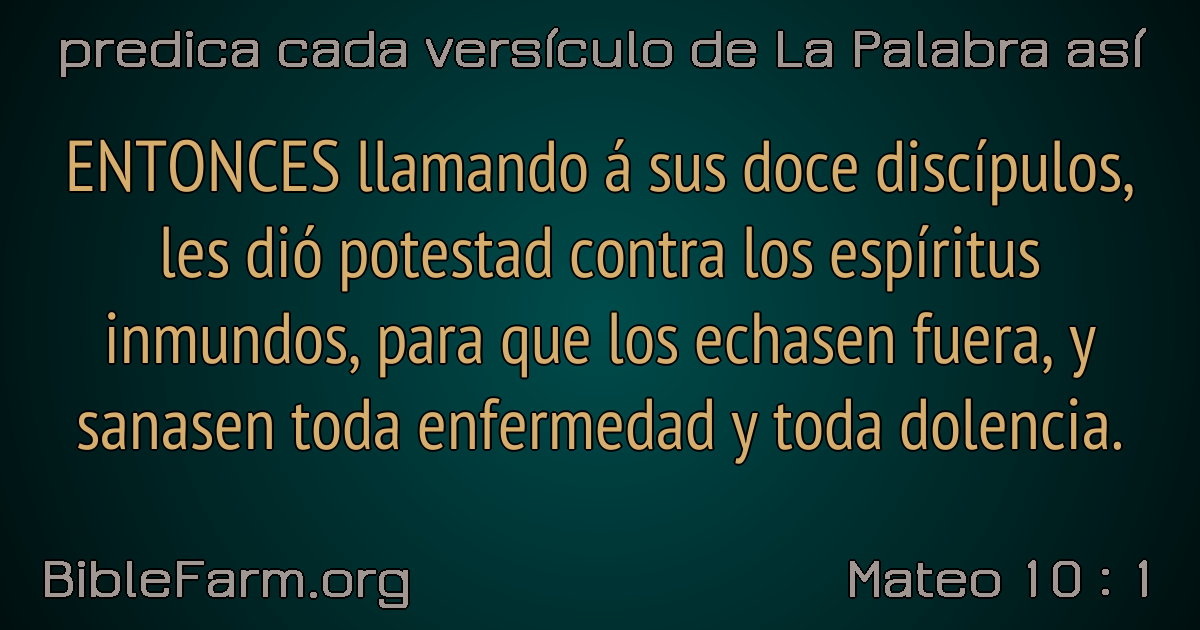 predica cada versículo de La Palabra así
ENTONCES llamando á sus doce discípulos,
les dió potestad contra los espíritus
inmundos, para que los echasen fuera, y
sanasen toda enfermedad y toda dolencia.
BibleFarm.org
Mateo 10 : 1